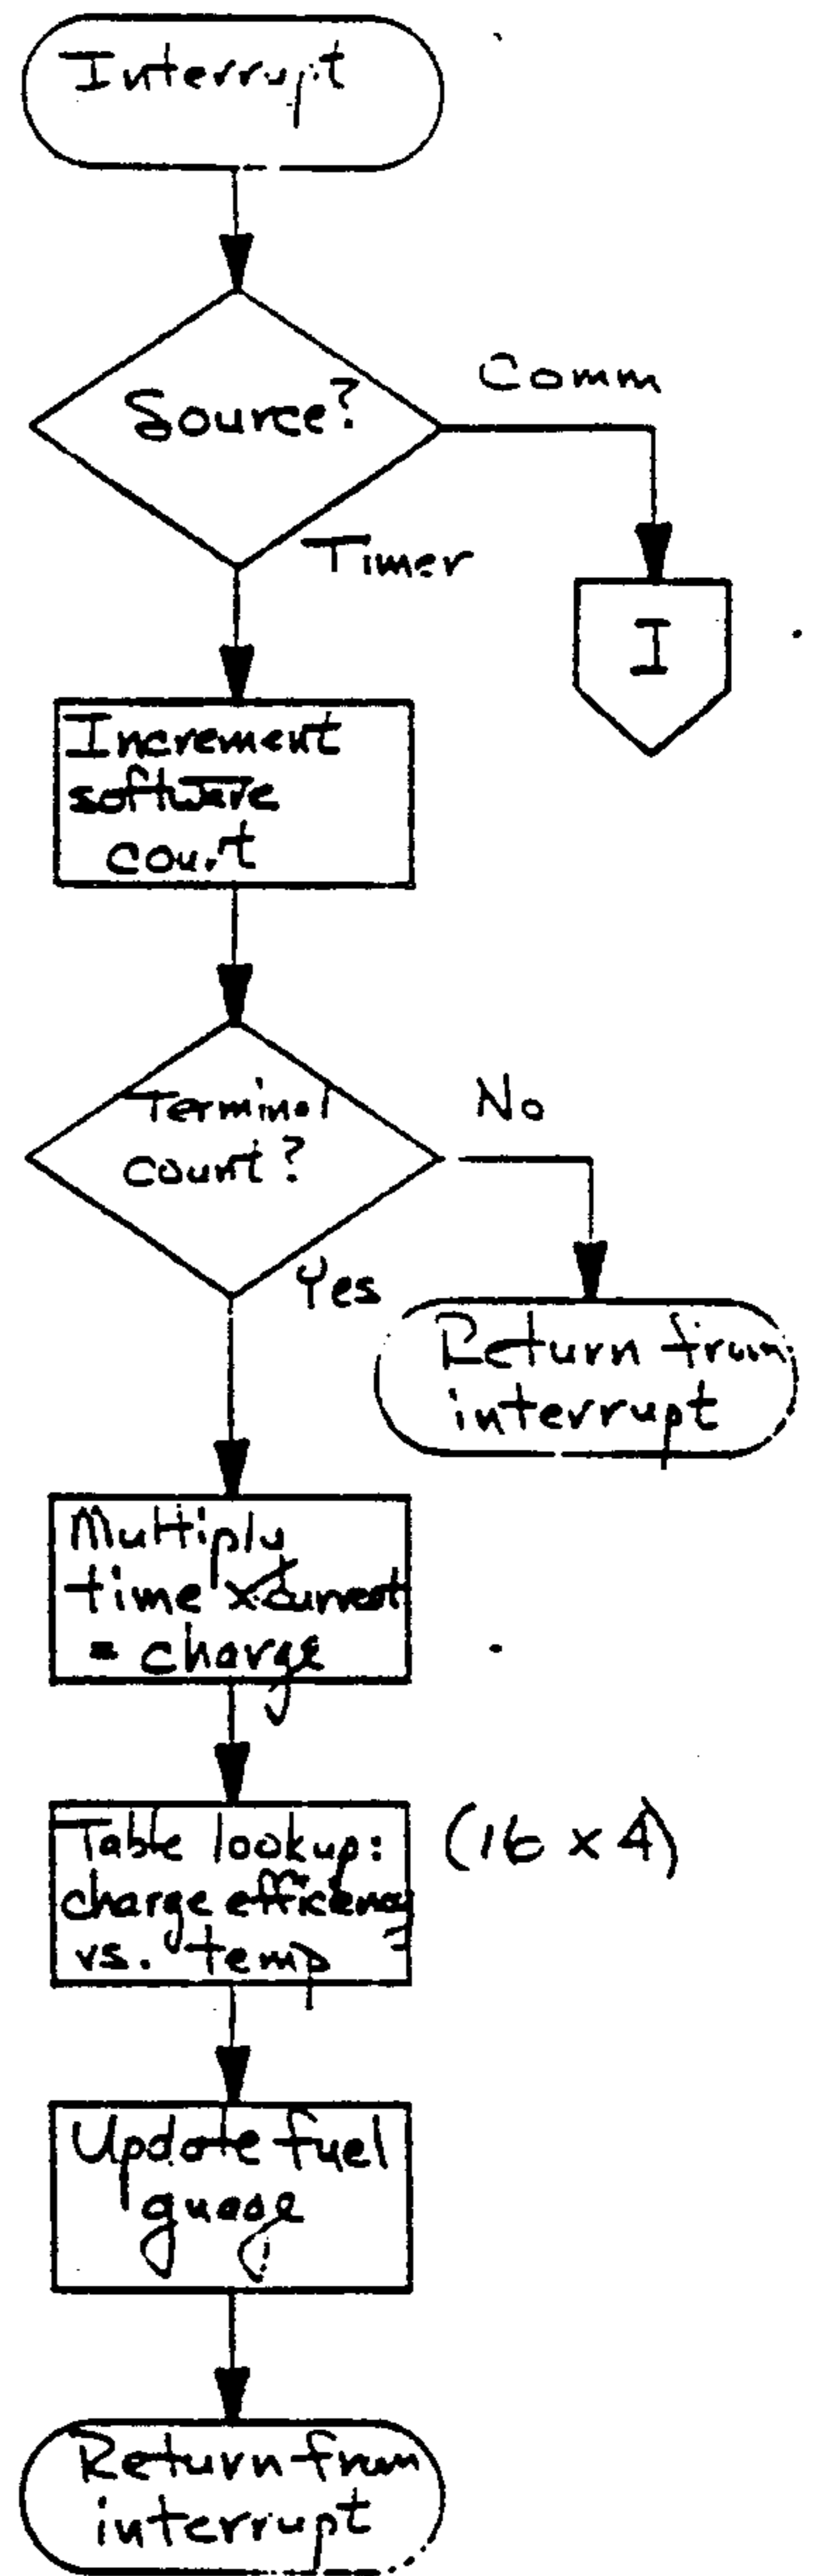 Interrupt
Source?
Comm
Timer
I
Increment
software
count
Terminal
count?
No
Yes
Return from
interrupt
Multiply
time x current
= charge
Table lookup:
charge efficiency
vs. temp
(16 x 4)
Update fuel
guage
Return from
interrupt